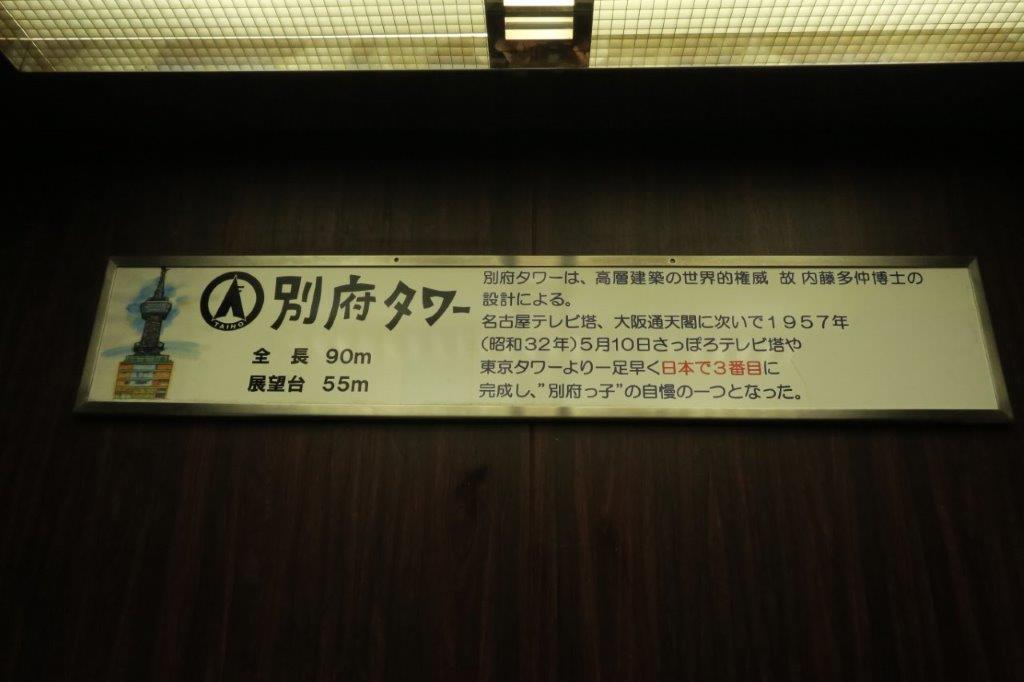 別府タワー
TAIHO
全長 90m
展望台 55m
別府タワーは、高層建築の世界的権威 故 内藤多仲博士の
設計による。
名古屋テレビ塔、大阪通天閣に次いで1957年
(昭和32年)5月10日さっぽろテレビ塔や
東京タワーより一足早く日本で3番目に
完成し、"別府っ子"の自慢の一つとなった。